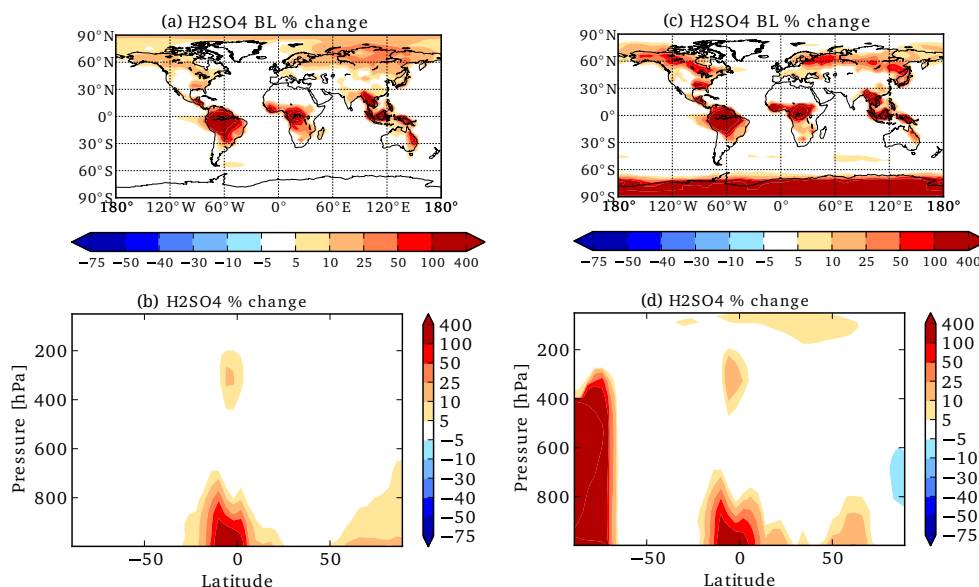 (a) H2SO4 BL % change
90°N
60°N
30°N
0°
30°S
60°S
90°S
180° 120°W 60°W 0° 60°E 120°E 180°
−75 −50 −40 −30 −10 −5 5 10 25 50 100 400
(c) H2SO4 BL % change
90°N
60°N
30°N
0°
30°S
60°S
90°S
180° 120°W 60°W 0° 60°E 120°E 180°
−75 −50 −40 −30 −10 −5 5 10 25 50 100 400
(b) H2SO4 % change
Pressure [hPa]
200
400
600
800
−50 0 50
Latitude
400
100
50
25
10
5
−5
−10
−30
−40
−50
−75
(d) H2SO4 % change
Pressure [hPa]
200
400
600
800
−50 0 50
Latitude
400
100
50
25
10
5
−5
−10
−30
−40
−50
−75